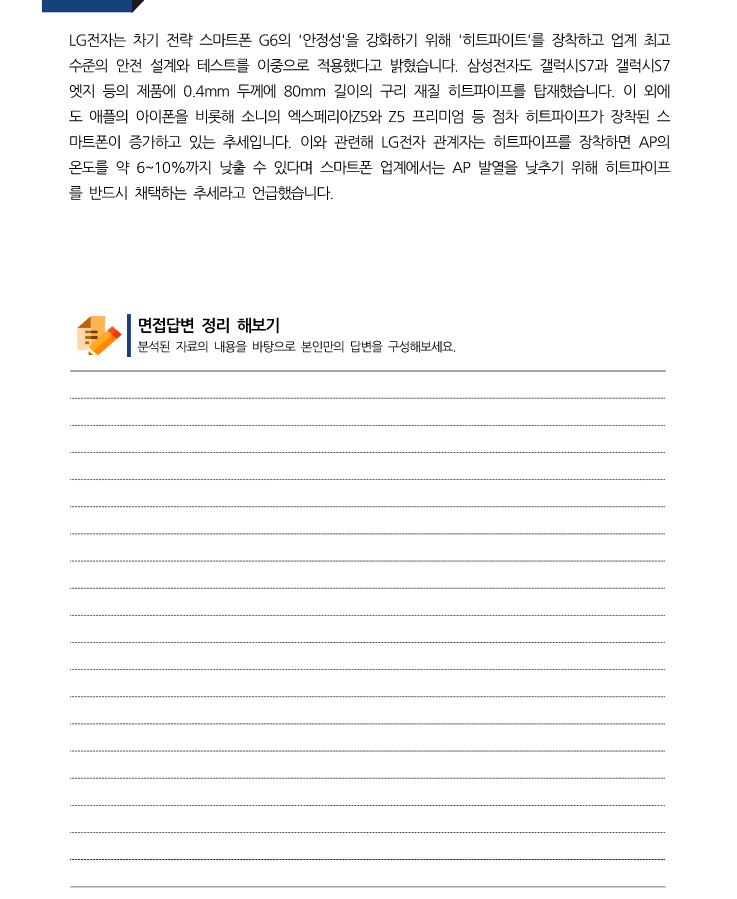 LG전자는 차기 전략 스마트폰 G6의 '안정성'을 강화하기 위해 '히트파이트'를 장착하고 업계 최고
수준의 안전 설계와 테스트를 이중으로 적용했다고 밝혔습니다. 삼성전자도 갤럭시S7과 갤럭시S7
엣지 등의 제품에 0.4mm 두께에 80mm 길이의 구리 재질 히트파이프를 탑재했습니다. 이 외에
도 애플의 아이폰을 비롯해 소니의 엑스페리아Z5와 Z5 프리미엄 등 점차 히트파이프가 장착된 스
마트폰이 증가하고 있는 추세입니다. 이와 관련해 LG전자 관계자는 히트파이프를 장착하면 AP의
온도를 약 6~10%까지 낮출 수 있다며 스마트폰 업계에서는 AP 발열을 낮추기 위해 히트파이프
를 반드시 채택하는 추세라고 언급했습니다.
면접답변 정리 해보기
분석된 자료의 내용을 바탕으로 본인만의 답변을 구성해보세요.